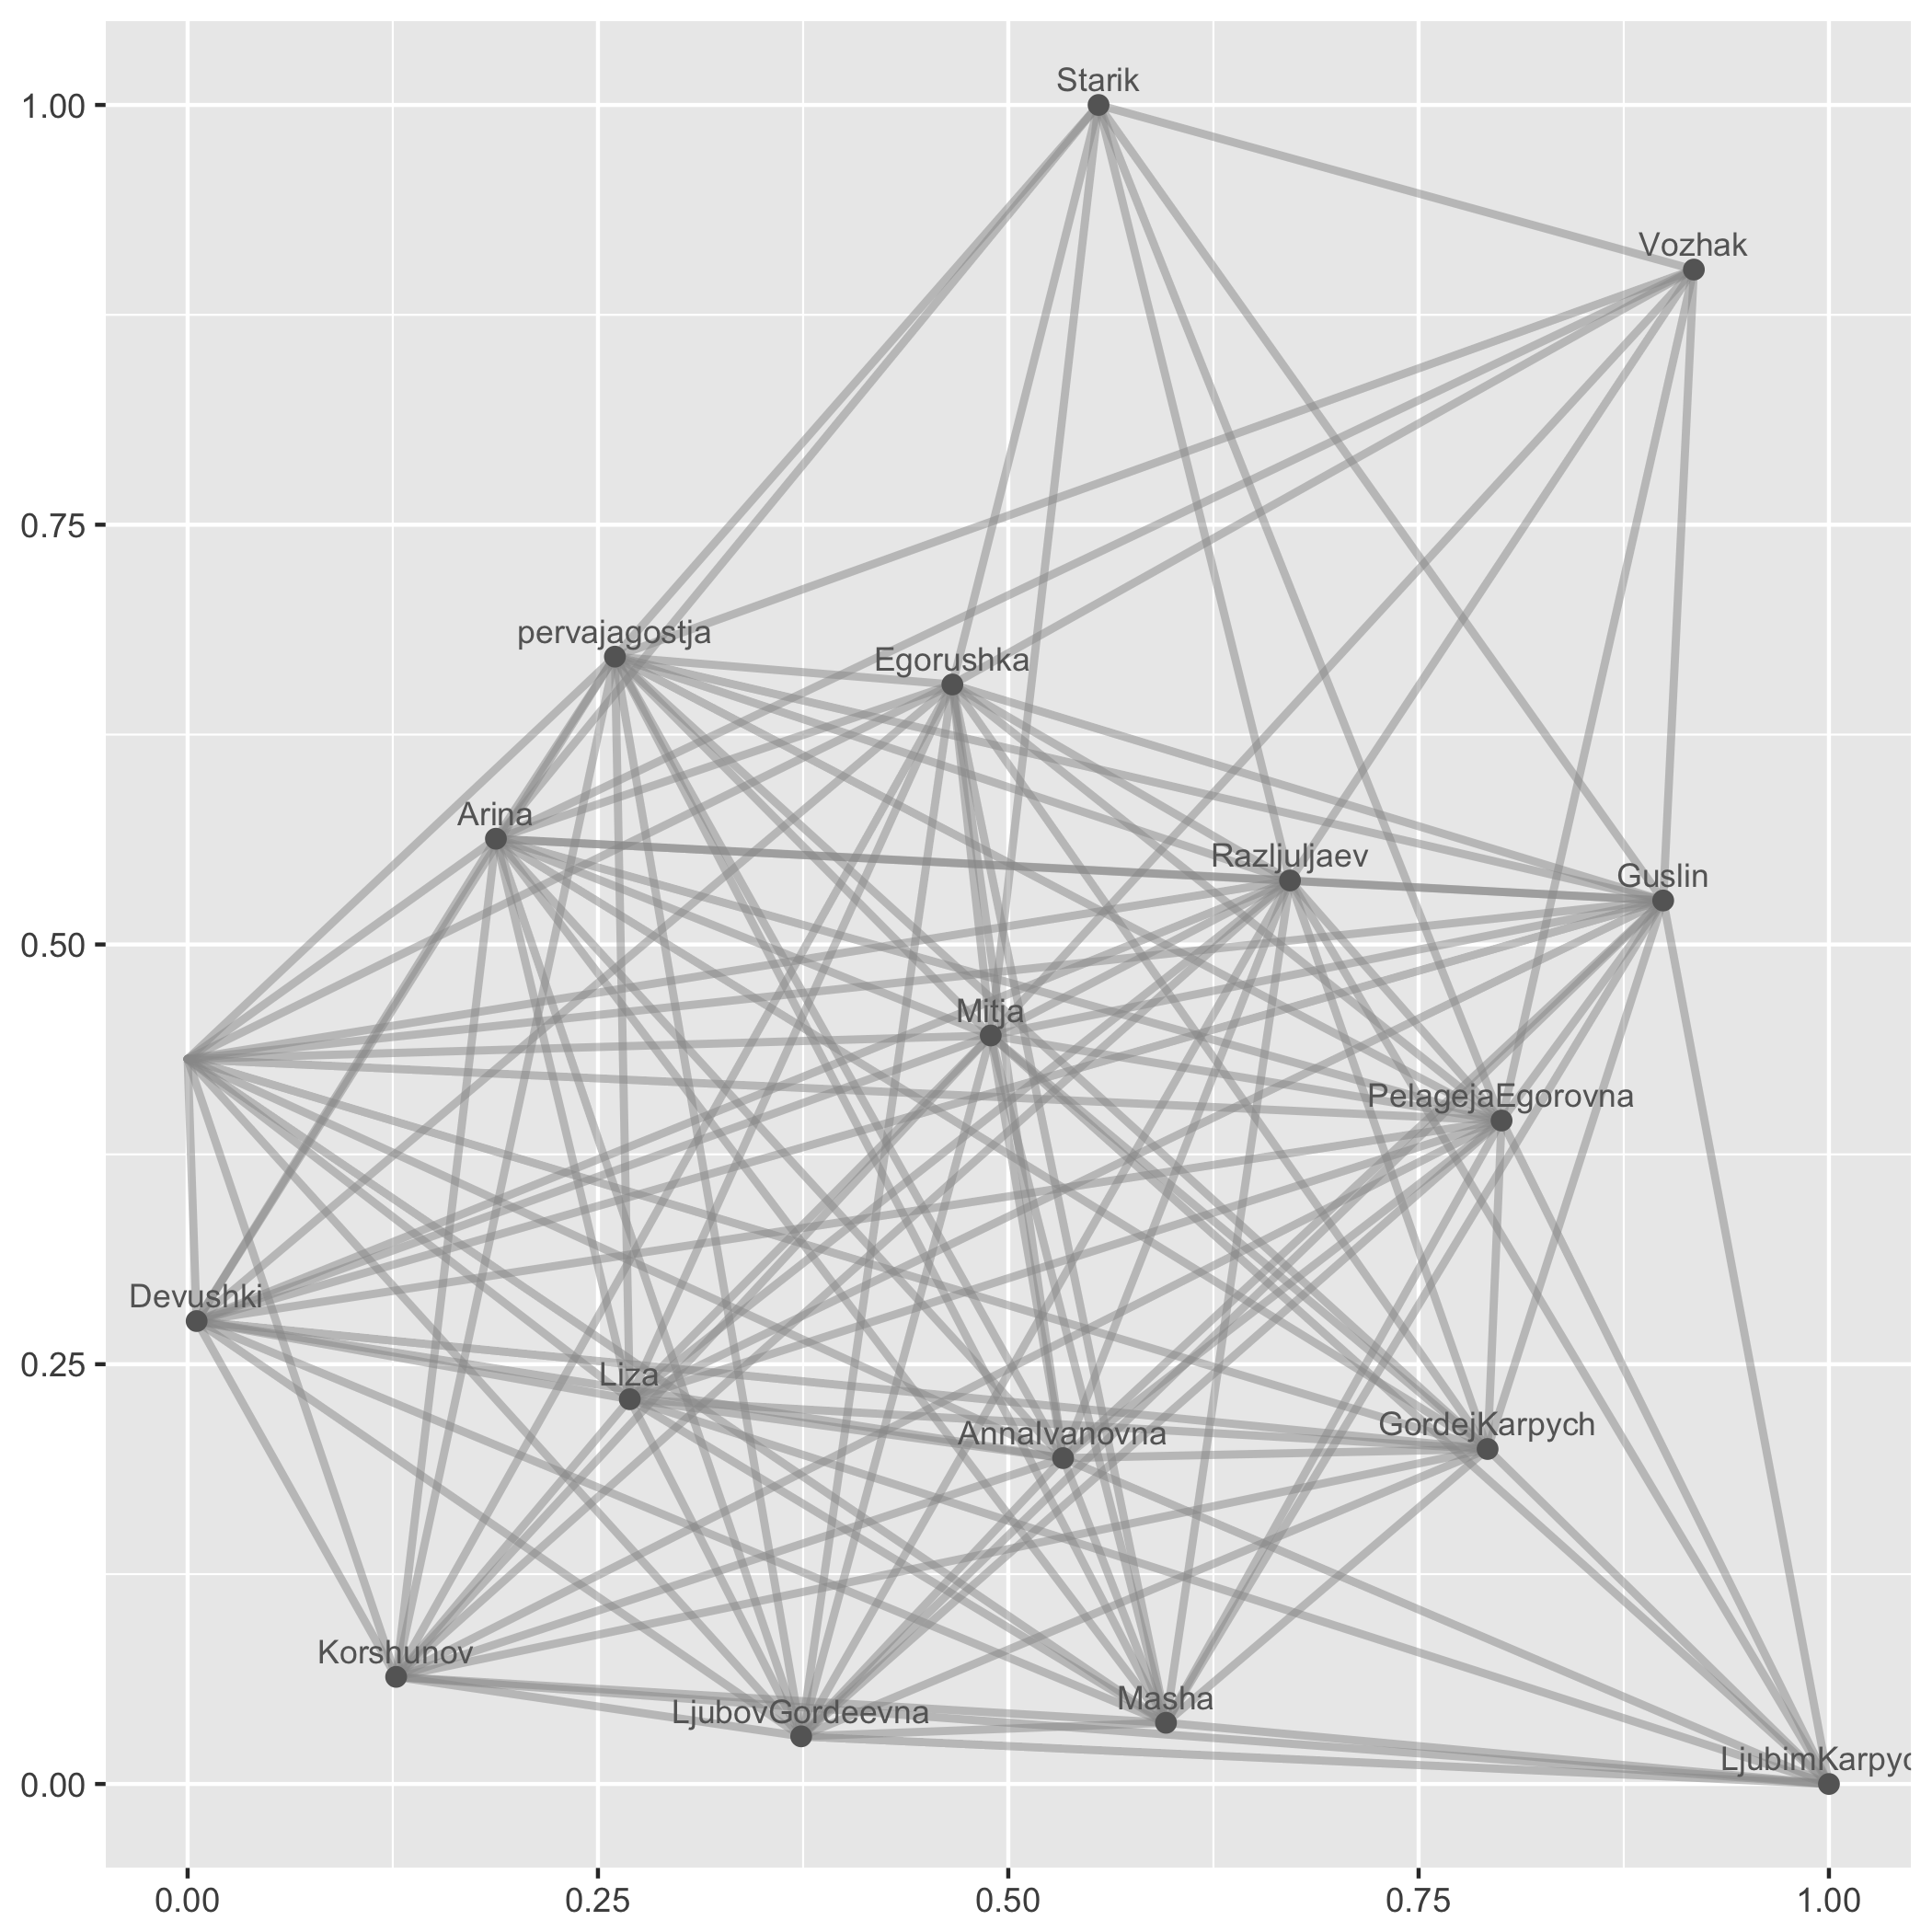 Starik
1.00
Vozhak
0.75
pervajagostja
Egorushka
Arina
Razljuljaev
Guslin
0.50
Mitja
PelagejaEgorovna
Devushki
0.25
Liza
GordejKarpych
AnnaIvanovna
Korshunov
Masha
LjubovGordeevna
LjubimKarpyc
0.00
0.00 0.25 0.50 0.75 1.00